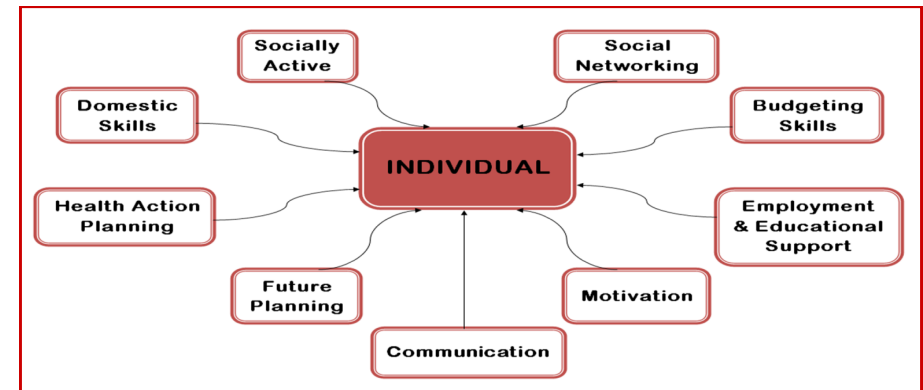 Socially
Active
Social
Networking
Domestic
Skills
Budgeting
Skills
INDIVIDUAL
Health Action
Planning
Employment
& Educational
Support
Future
Planning
Motivation
Communication